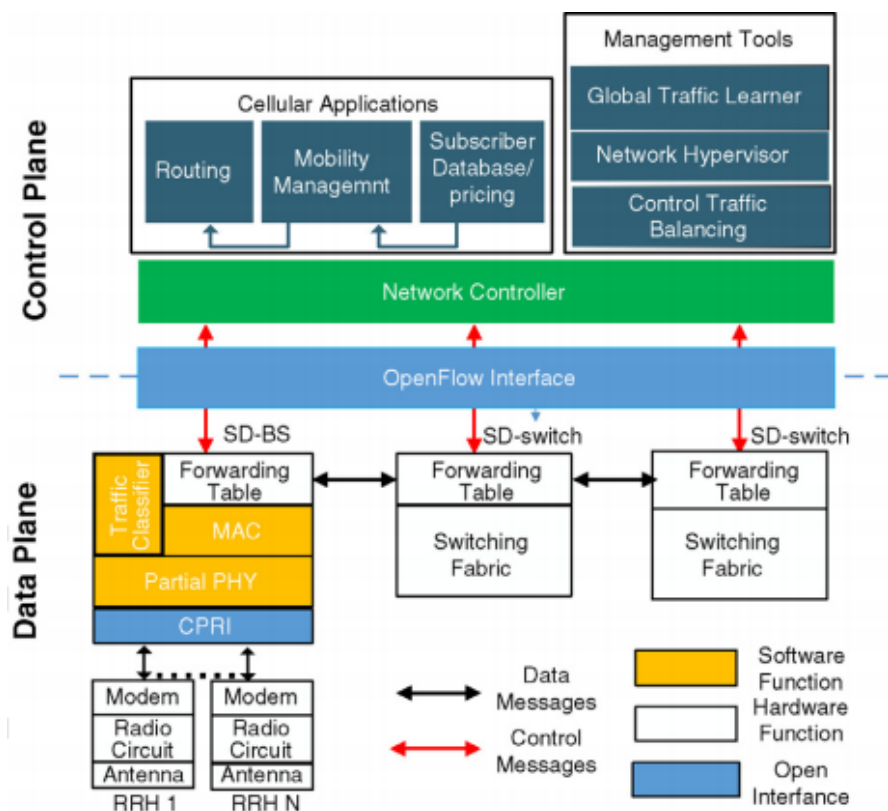 Control Plane
Management Tools
Global Traffic Learner
Network Hypervisor
Control Traffic
Balancing
Cellular Applications
Routing
Mobility
Managemnt
Subscriber
Database/
pricing
Network Controller
OpenFlow Interface
Data Plane
SD-BS
SD-switch
SD-switch
Traffic
Classifier
Forwarding
Table
MAC
Partial PHY
CPRI
Forwarding
Table
Switching
Fabric
Forwarding
Table
Switching
Fabric
Modem
Radio
Circuit
Antenna
RRH 1
Modem
Radio
Circuit
Antenna
RRH N
Data
Messages
Control
Messages
Software
Function
Hardware
Function
Open
Interfance